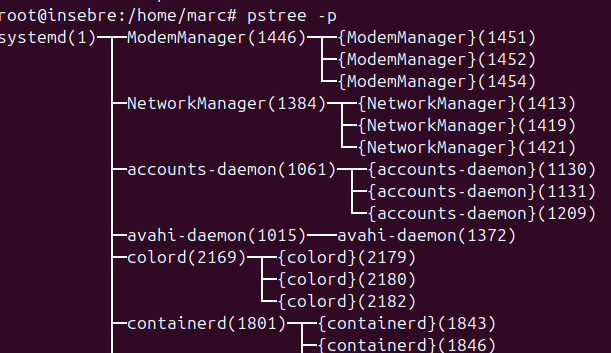 root@insebre:/home/marc# pstree -p
systemd(1)─┬─ModemManager(1446)─┬─{ModemManager}(1451)
           │                    ├─{ModemManager}(1452)
           │                    └─{ModemManager}(1454)
           ├─NetworkManager(1384)─┬─{NetworkManager}(1413)
           │                      ├─{NetworkManager}(1419)
           │                      └─{NetworkManager}(1421)
           ├─accounts-daemon(1061)─┬─{accounts-daemon}(1130)
           │                       ├─{accounts-daemon}(1131)
           │                       └─{accounts-daemon}(1209)
           ├─avahi-daemon(1015)───avahi-daemon(1372)
           ├─colord(2169)─┬─{colord}(2179)
           │              ├─{colord}(2180)
           │              └─{colord}(2182)
           ├─containerd(1801)─┬─{containerd}(1843)
           │                  ├─{containerd}(1846)